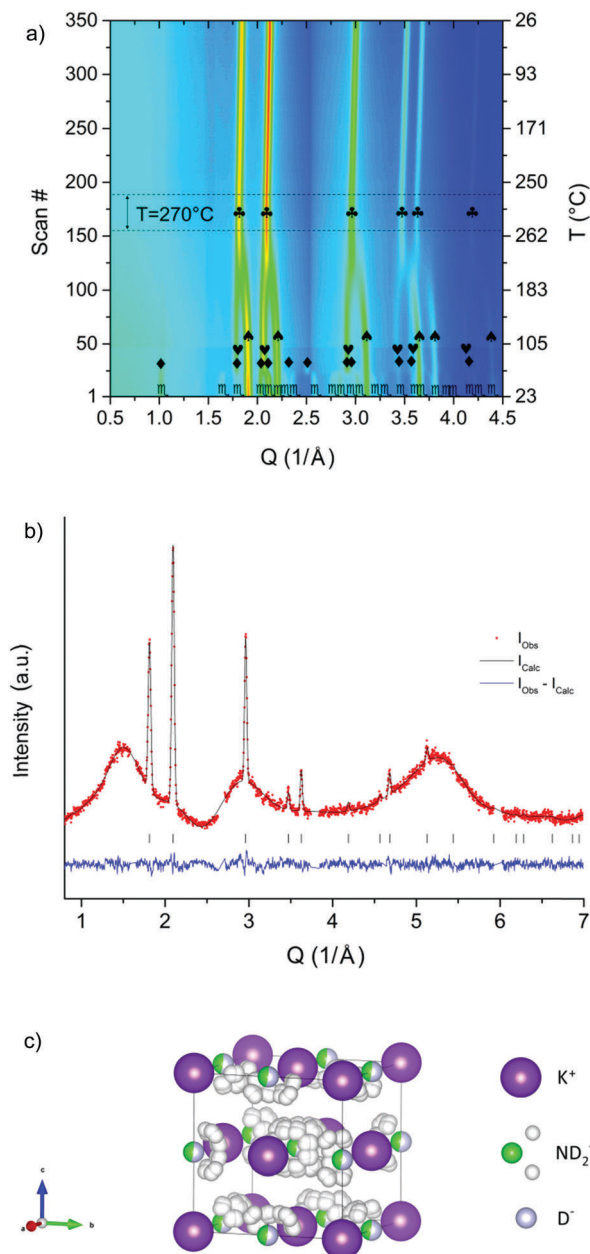 a)
350
300
250
200
150
100
50
1
Scan #
26
93
171
250
262
183
105
23
T (°C)
T=270°C
0.5 1.0 1.5 2.0 2.5 3.0 3.5 4.0 4.5
Q (1/Å)
b)
Intensity (a.u.)
I_Obs
I_Calc
I_Obs - I_Calc
1 2 3 4 5 6 7
Q (1/Å)
c)
c
a
b
K⁺
ND₂⁻
D⁻